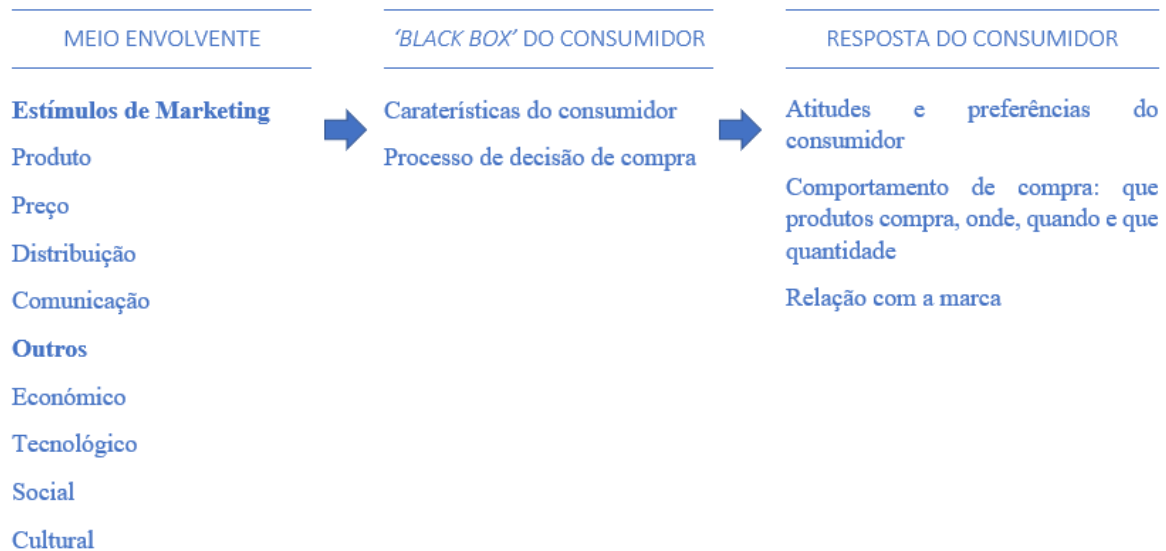 MEIO ENVOLVENTE
Estímulos de Marketing
Produto
Preço
Distribuição
Comunicação
Outros
Económico
Tecnológico
Social
Cultural
‘BLACK BOX’ DO CONSUMIDOR
Caraterísticas do consumidor
Processo de decisão de compra
RESPOSTA DO CONSUMIDOR
Atitudes e preferências do
consumidor
Comportamento de compra: que
produtos compra, onde, quando e que
quantidade
Relação com a marca